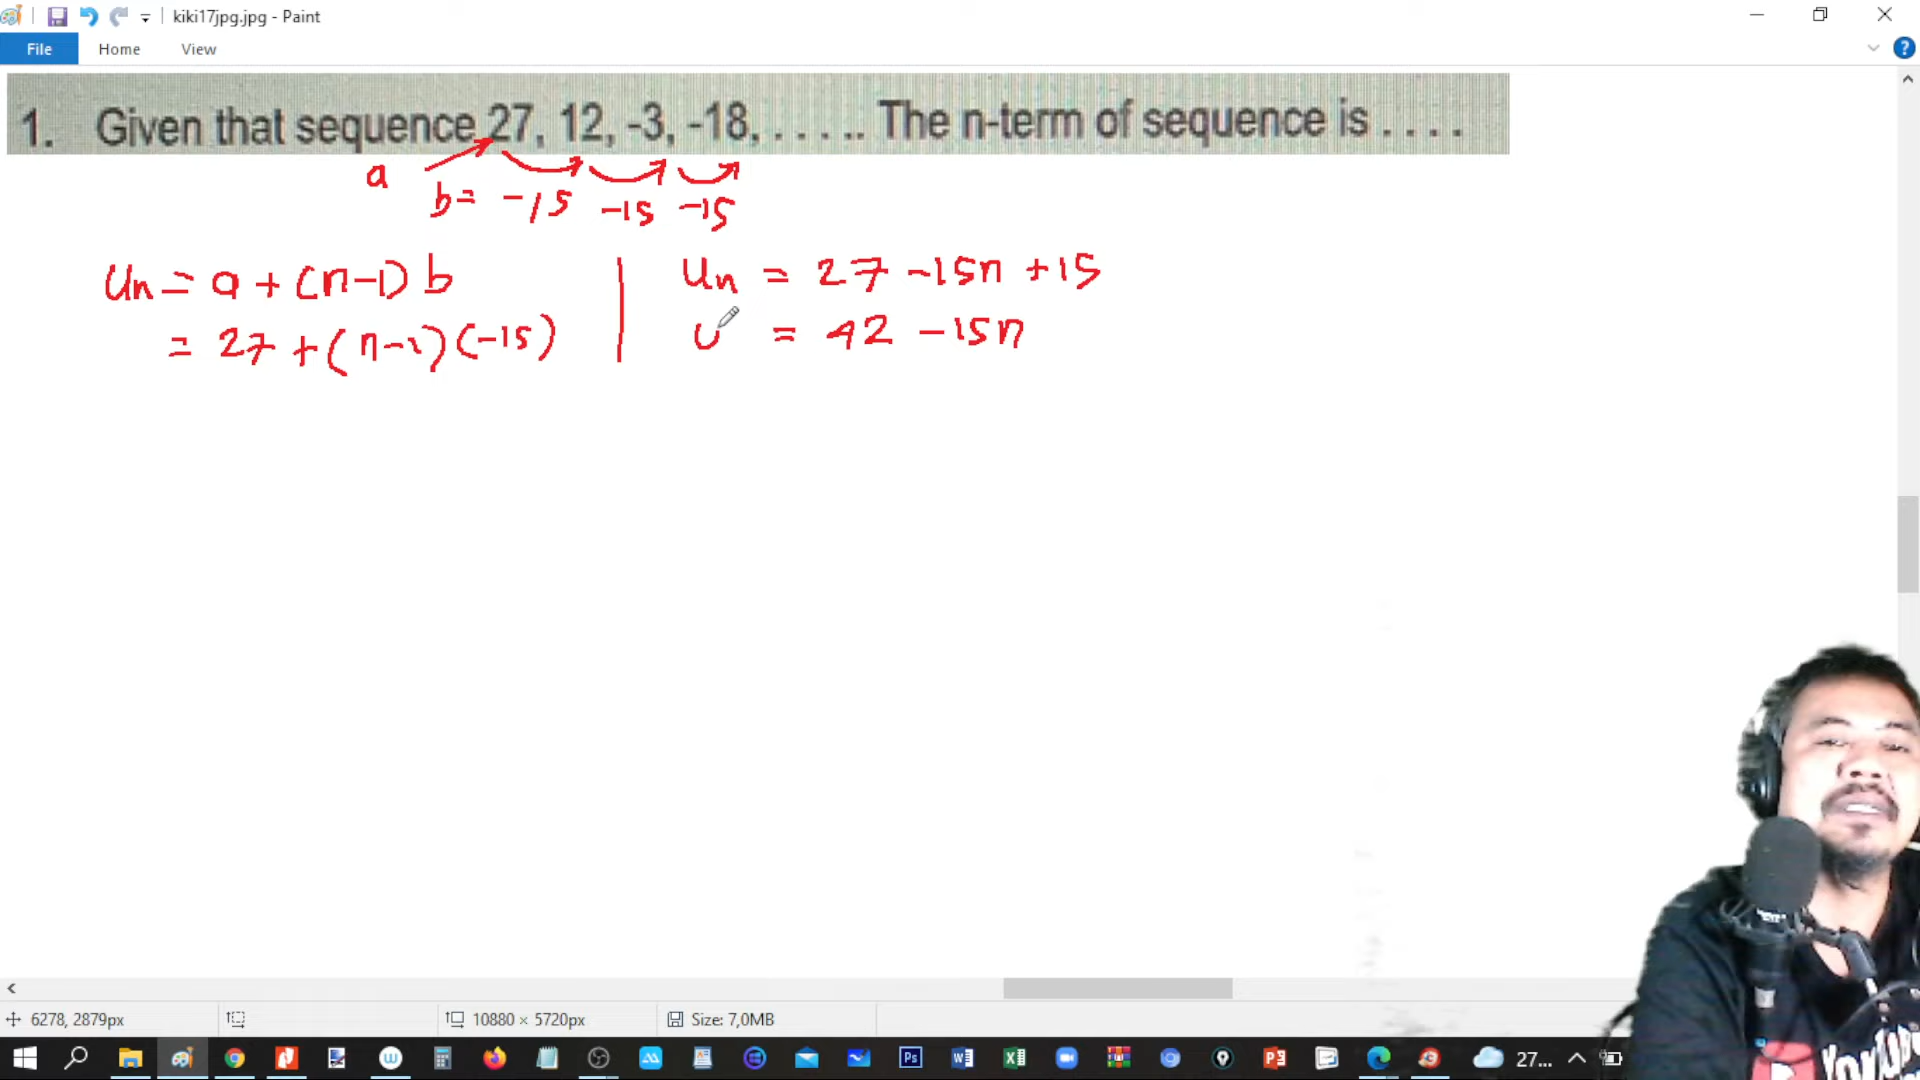 kiki17jpg.jpg - Paint
File Home View
1. Given that sequence 27, 12, -3, -18, . . . . .. The n-term of sequence is . . . .
a
b= -15 -15 -15
Un = a + (n-1) b
= 27 + (n-1) (-15)
Un = 27 -15n +15
U = 42 -15n
6278, 2879px
10880 × 5720px
Size: 7,0MB
27...